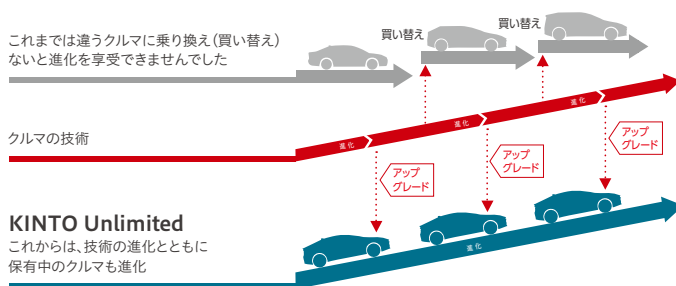 これまでは違うクルマに乗り換え（買い替え）
ないと進化を享受できませんでした
買い替え
買い替え
クルマの技術
進化
進化
進化
アップ
グレード
アップ
グレード
アップ
グレード
KINTO Unlimited
これからは、技術の進化とともに
保有中のクルマも進化
進化